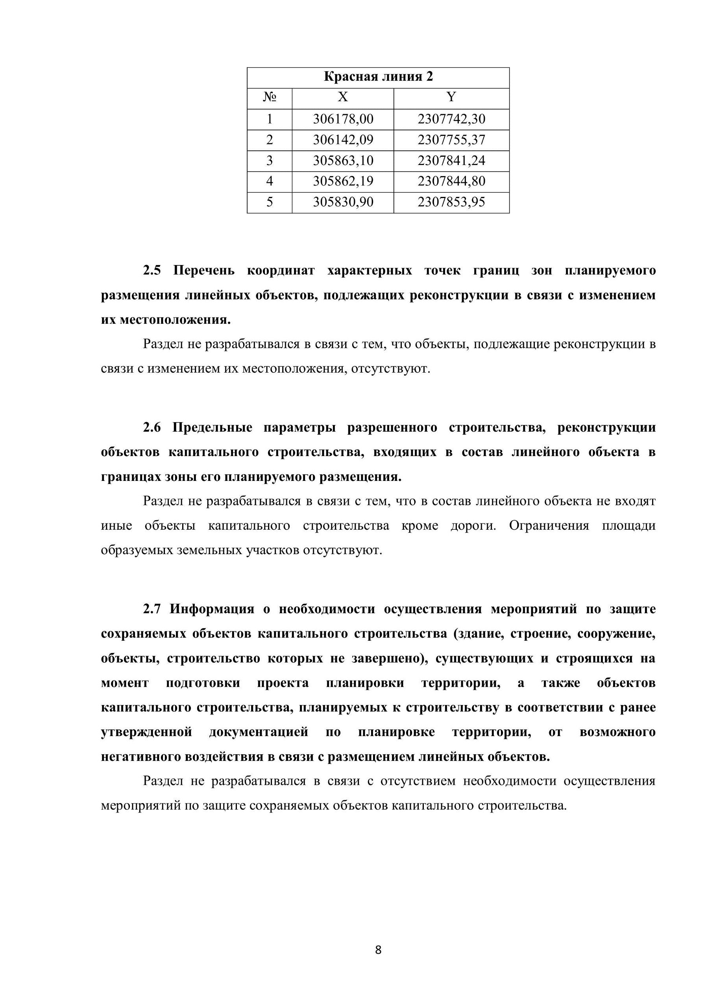 Красная линия 2
№ X Y
1 306178,00 2307742,30
2 306142,09 2307755,37
3 305863,10 2307841,24
4 305862,19 2307844,80
5 305830,90 2307853,95
2.5 Перечень координат характерных точек границ зон планируемого
размещения линейных объектов, подлежащих реконструкции в связи с изменением
их местоположения.
Раздел не разрабатывался в связи с тем, что объекты, подлежащие реконструкции в
связи с изменением их местоположения, отсутствуют.
2.6 Предельные параметры разрешенного строительства, реконструкции
объектов капитального строительства, входящих в состав линейного объекта в
границах зоны его планируемого размещения.
Раздел не разрабатывался в связи с тем, что в состав линейного объекта не входят
иные объекты капитального строительства кроме дороги. Ограничения площади
образуемых земельных участков отсутствуют.
2.7 Информация о необходимости осуществления мероприятий по защите
сохраняемых объектов капитального строительства (здание, строение, сооружение,
объекты, строительство которых не завершено), существующих и строящихся на
момент подготовки проекта планировки территории, а также объектов
капитального строительства, планируемых к строительству в соответствии с ранее
утвержденной документацией по планировке территории, от возможного
негативного воздействия в связи с размещением линейных объектов.
Раздел не разрабатывался в связи с отсутствием необходимости осуществления
мероприятий по защите сохраняемых объектов капитального строительства.
8